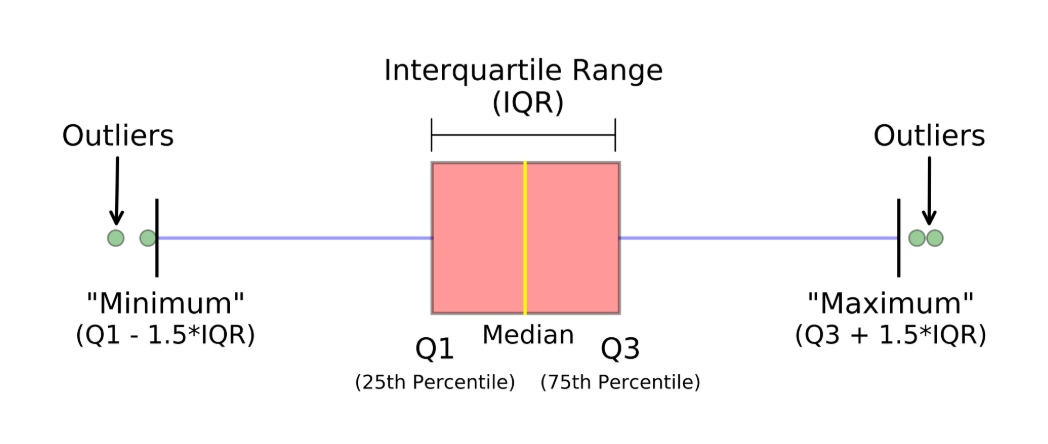 Interquartile Range
(IQR)
Outliers
Outliers
"Minimum"
(Q1 - 1.5*IQR)
"Maximum"
(Q3 + 1.5*IQR)
Median
Q1
Q3
(25th Percentile)
(75th Percentile)